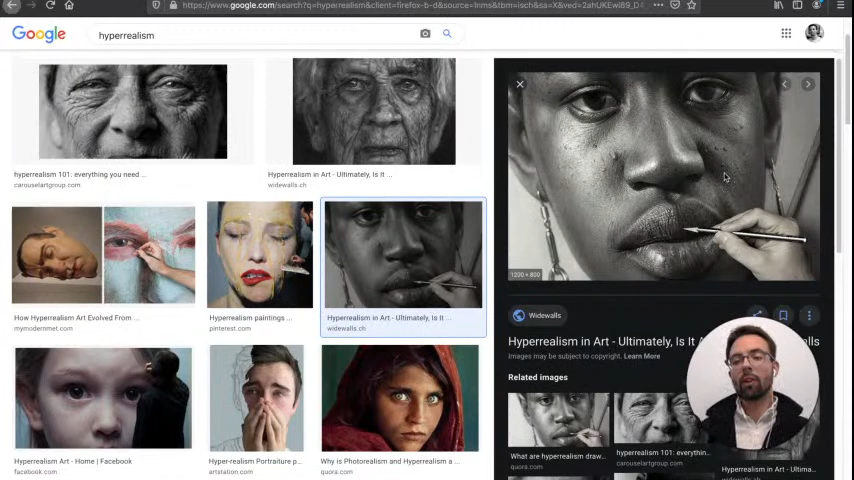 https://www.google.com/search?q=hyperrealism&client=firefox-b-d&source=lnms&tbm=isch&sa=X&ved=2ahUKEwi89_D4
Google
hyperrealism
hyperrealism 101: everything you need ...
carouselartgroup.com
Hyperrealism in Art - Ultimately, Is It ...
widewalls.ch
How Hyperrealism Art Evolved From ...
mymodernmet.com
Hyperrealism paintings ...
pinterest.com
Hyperrealism in Art - Ultimately, Is It ...
widewalls.ch
Hyperrealism Art - Home | Facebook
facebook.com
Hyper-realism Portraiture p...
artstation.com
Why is Photorealism and Hyperrealism a ...
quora.com
1200 × 800
Widewalls
Hyperrealism in Art - Ultimately, Is It A
alls
Images may be subject to copyright. Learn More
Related images
What are hyperrealism draw...
quora.com
hyperrealism 101: everythin...
carouselartgroup.com
Hyperrealism in Art - Ultima...
widewalls.ch